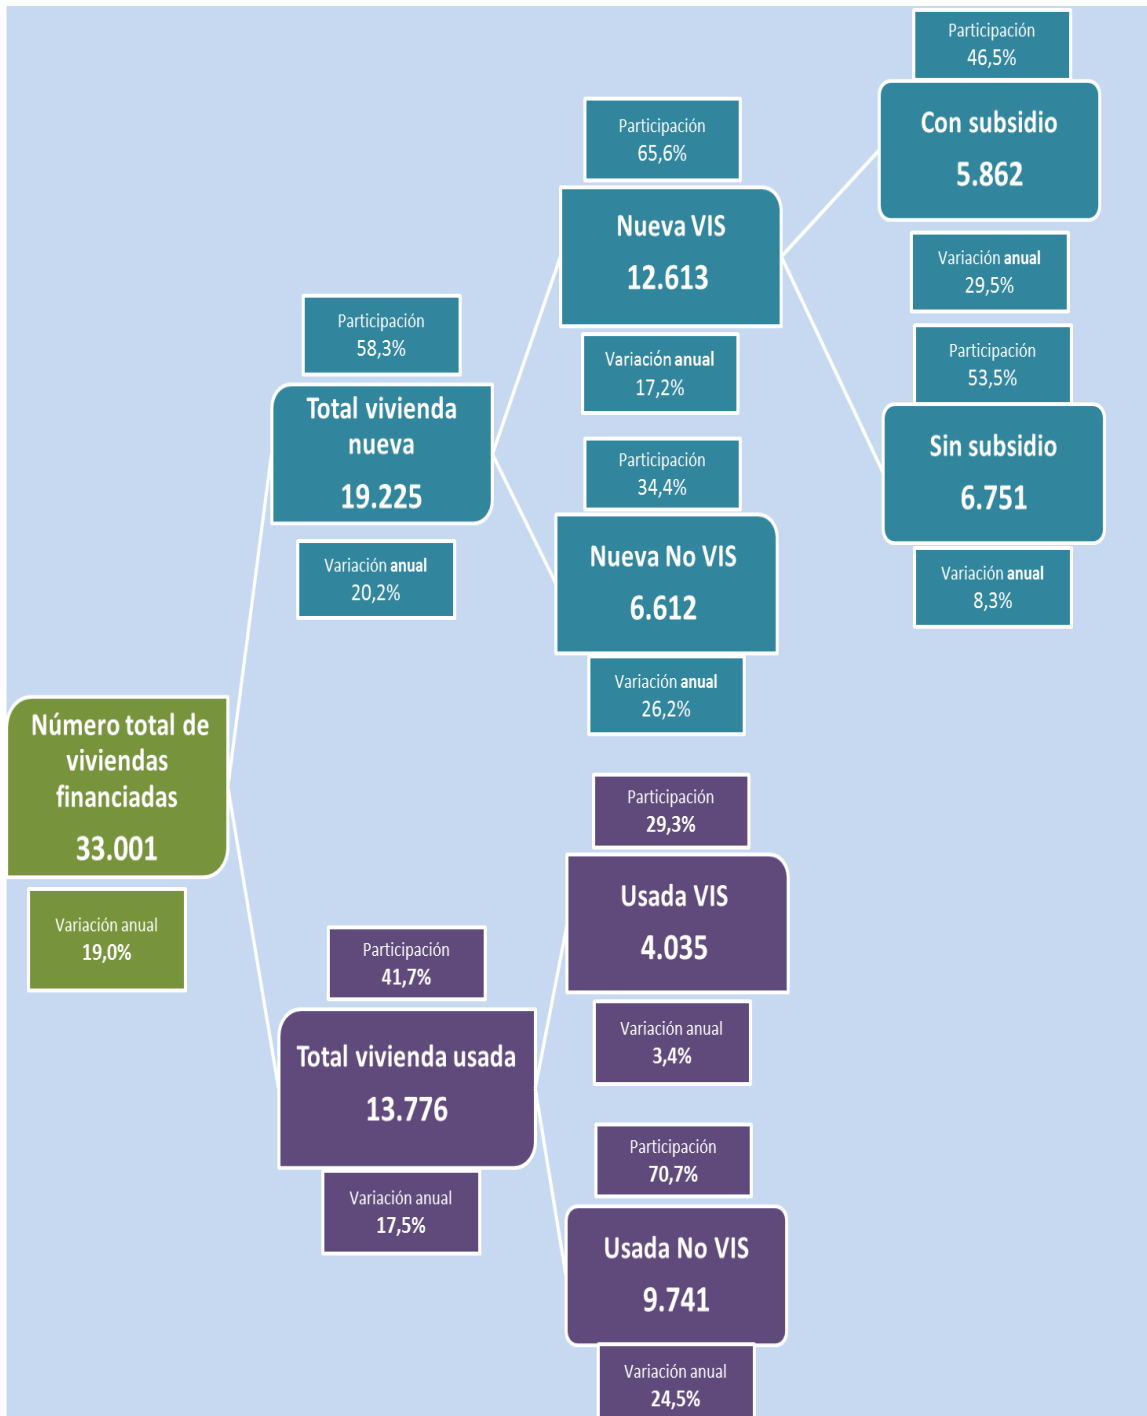 Número total de
viviendas
financiadas
33.001
Variación anual
19,0%
Participación
58,3%
Total vivienda
nueva
19.225
Variación anual
20,2%
Participación
65,6%
Nueva VIS
12.613
Variación anual
17,2%
Participación
46,5%
Con subsidio
5.862
Variación anual
29,5%
Participación
53,5%
Sin subsidio
6.751
Variación anual
8,3%
Participación
34,4%
Nueva No VIS
6.612
Variación anual
26,2%
Participación
41,7%
Total vivienda usada
13.776
Variación anual
17,5%
Participación
29,3%
Usada VIS
4.035
Variación anual
3,4%
Participación
70,7%
Usada No VIS
9.741
Variación anual
24,5%